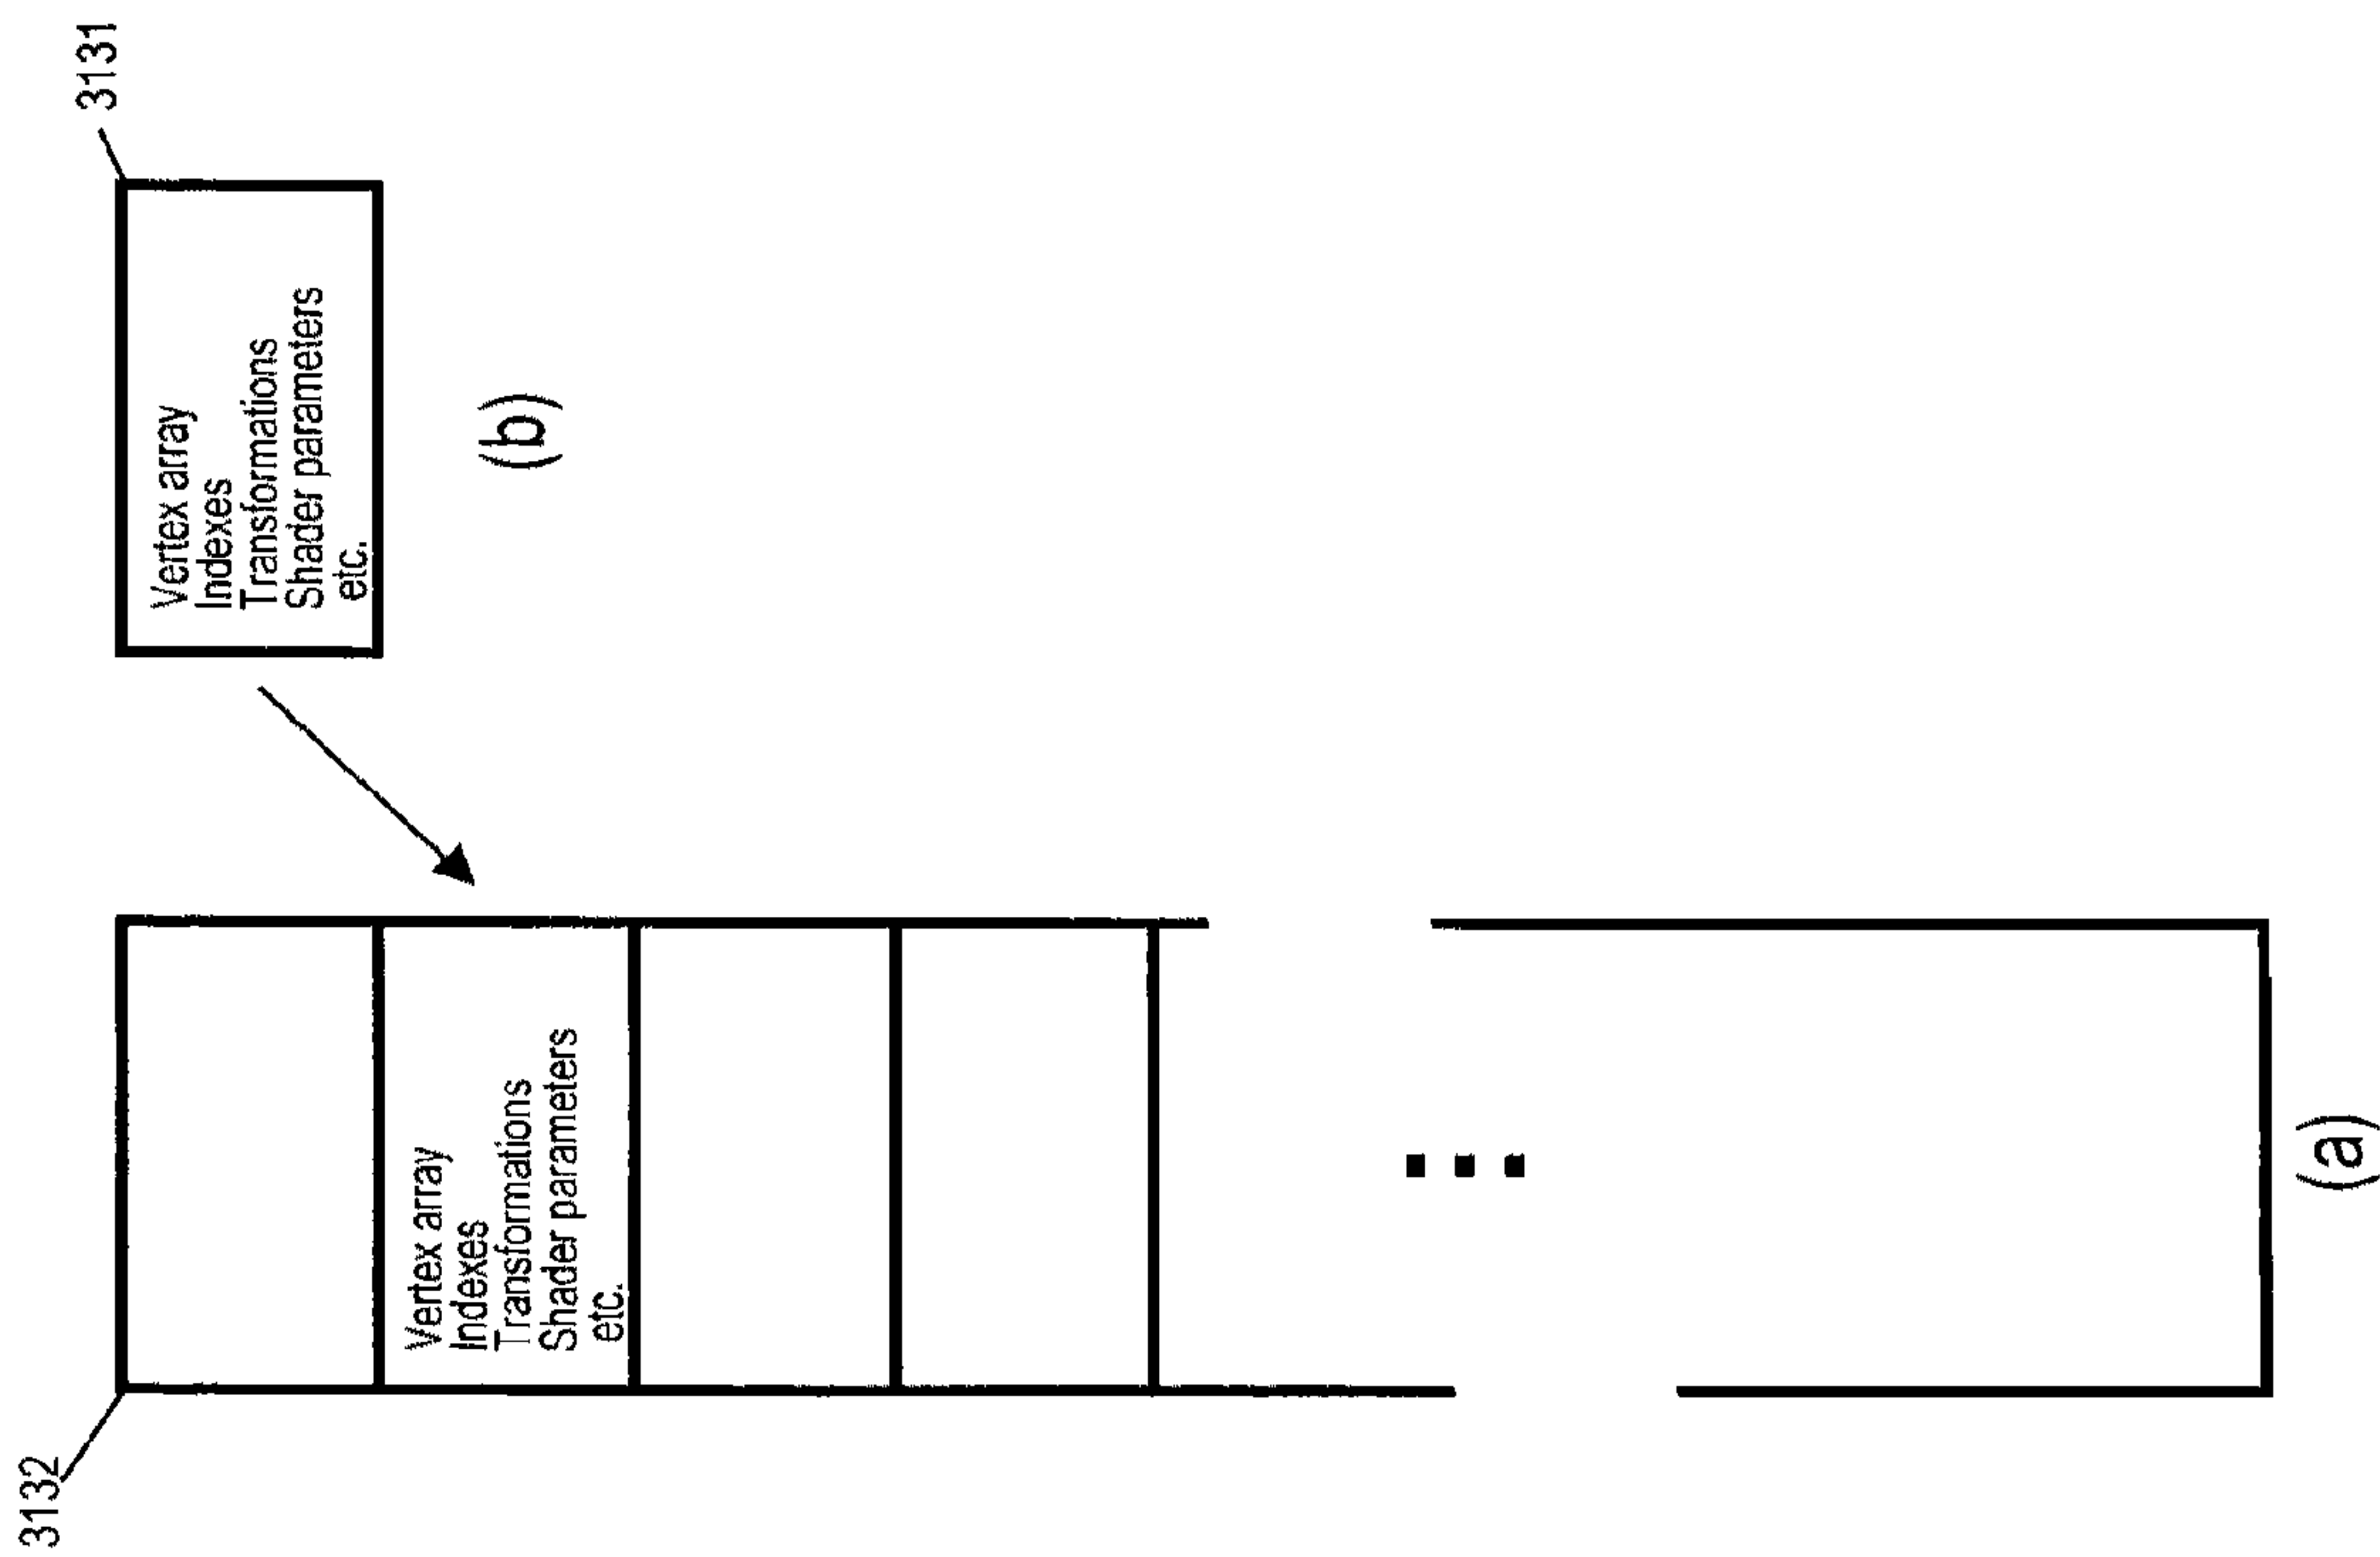 3132
Vertex array
Indexes
Transformations
Shader parameters
etc.
(a)
3131
Vertex array
Indexes
Transformations
Shader parameters
etc.
(b)